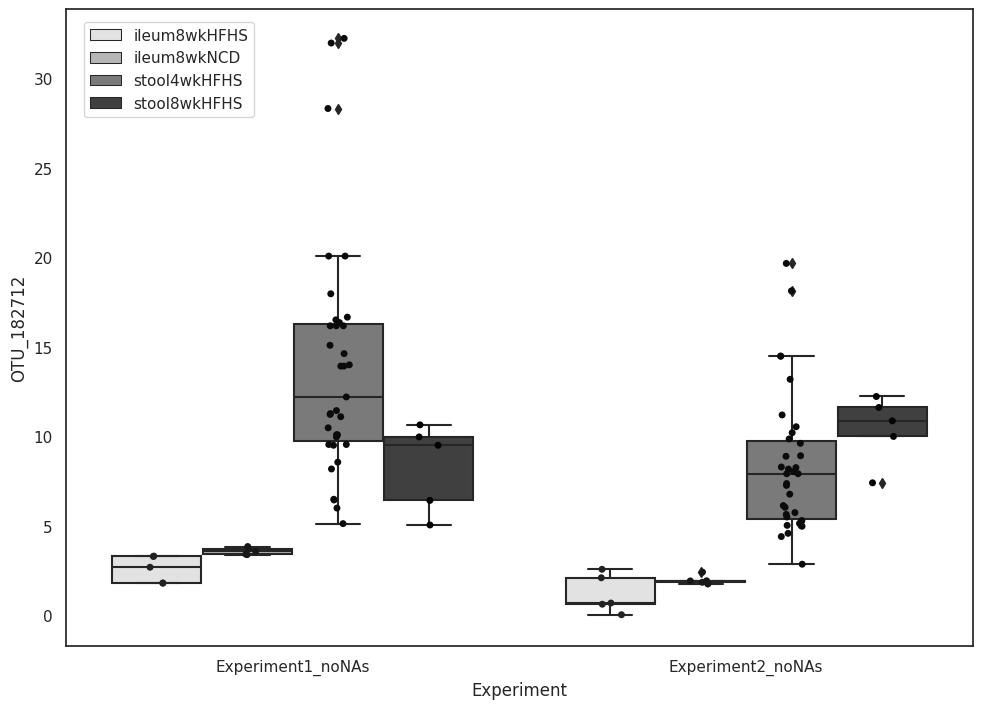 ileum8wkHFHS
ileum8wkNCD
stool4wkHFHS
stool8wkHFHS
30
25
20
15
10
5
0
OTU_182712
Experiment1_noNAs
Experiment2_noNAs
Experiment